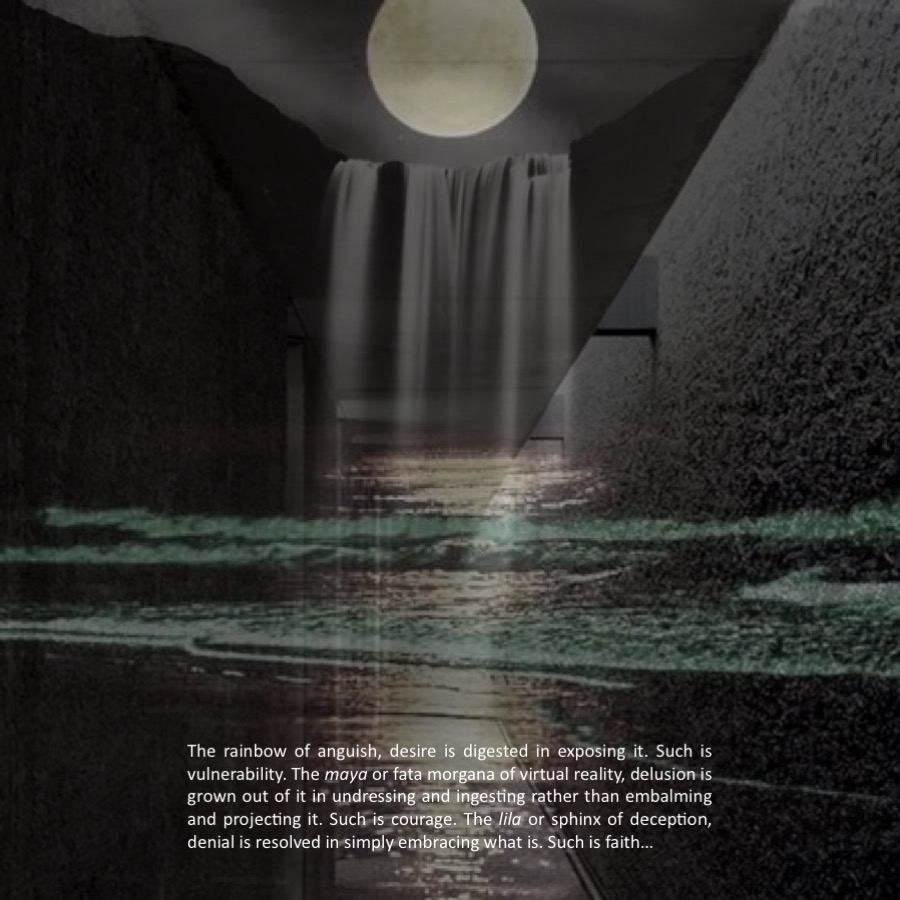 The rainbow of anguish, desire is digested in exposing it. Such is
vulnerability. The maya or fata morgana of virtual reality, delusion is
grown out of it in undressing and ingesting rather than embalming
and projecting it. Such is courage. The lila or sphinx of deception,
denial is resolved in simply embracing what is. Such is faith...